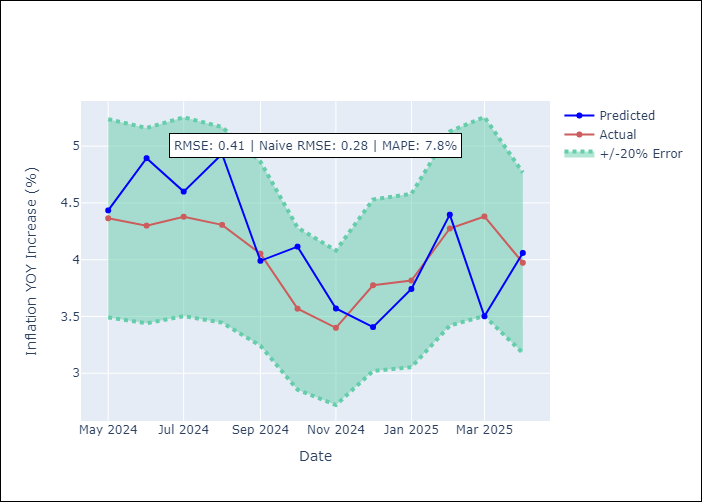 Predicted
Actual
+/-20% Error
RMSE: 0.41 | Naive RMSE: 0.28 | MAPE: 7.8%
Inflation YOY Increase (%)
5
4.5
4
3.5
3
May 2024
Jul 2024
Sep 2024
Nov 2024
Jan 2025
Mar 2025
Date